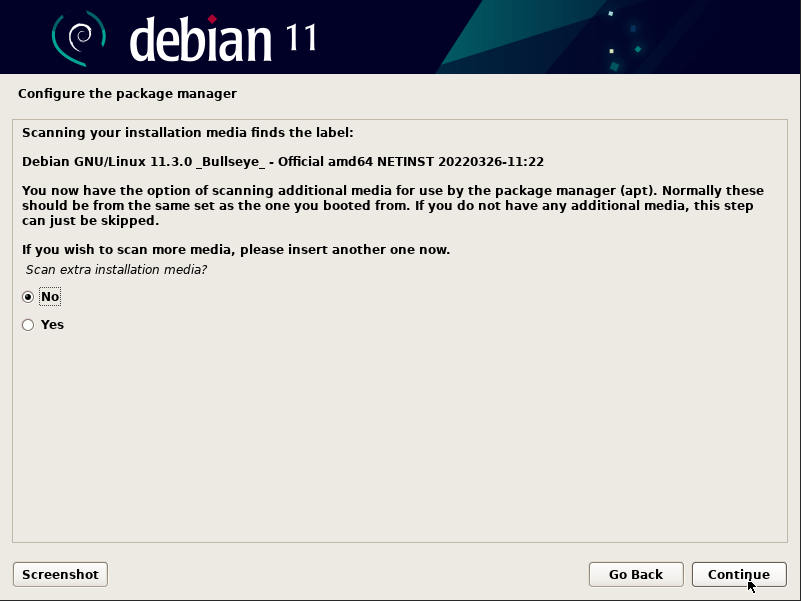 debian 11
Configure the package manager
Scanning your installation media finds the label:
Debian GNU/Linux 11.3.0 _Bullseye_ - Official amd64 NETINST 20220326-11:22
You now have the option of scanning additional media for use by the package manager (apt). Normally these
should be from the same set as the one you booted from. If you do not have any additional media, this step
can just be skipped.
If you wish to scan more media, please insert another one now.
Scan extra installation media?
No
Yes
Screenshot
Go Back
Continue